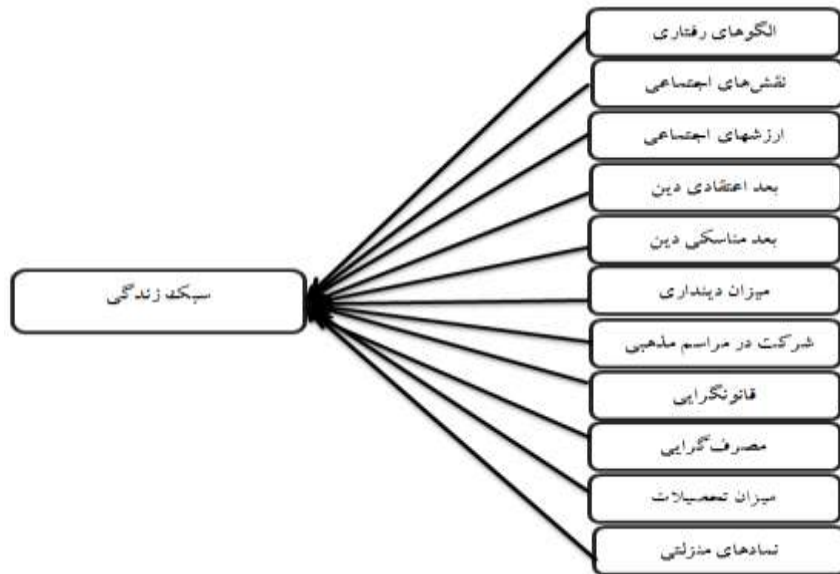 الگوهای رفتاری
نقش‌های اجتماعی
ارزشهای اجتماعی
بعد اعتقادی دین
بعد مناسکی دین
میزان دینداری
شرکت در مراسم مذهبی
قانونگرایی
مصرف‌گرایی
میزان تحصیلات
نمادهای منزلتی
سبک زندگی